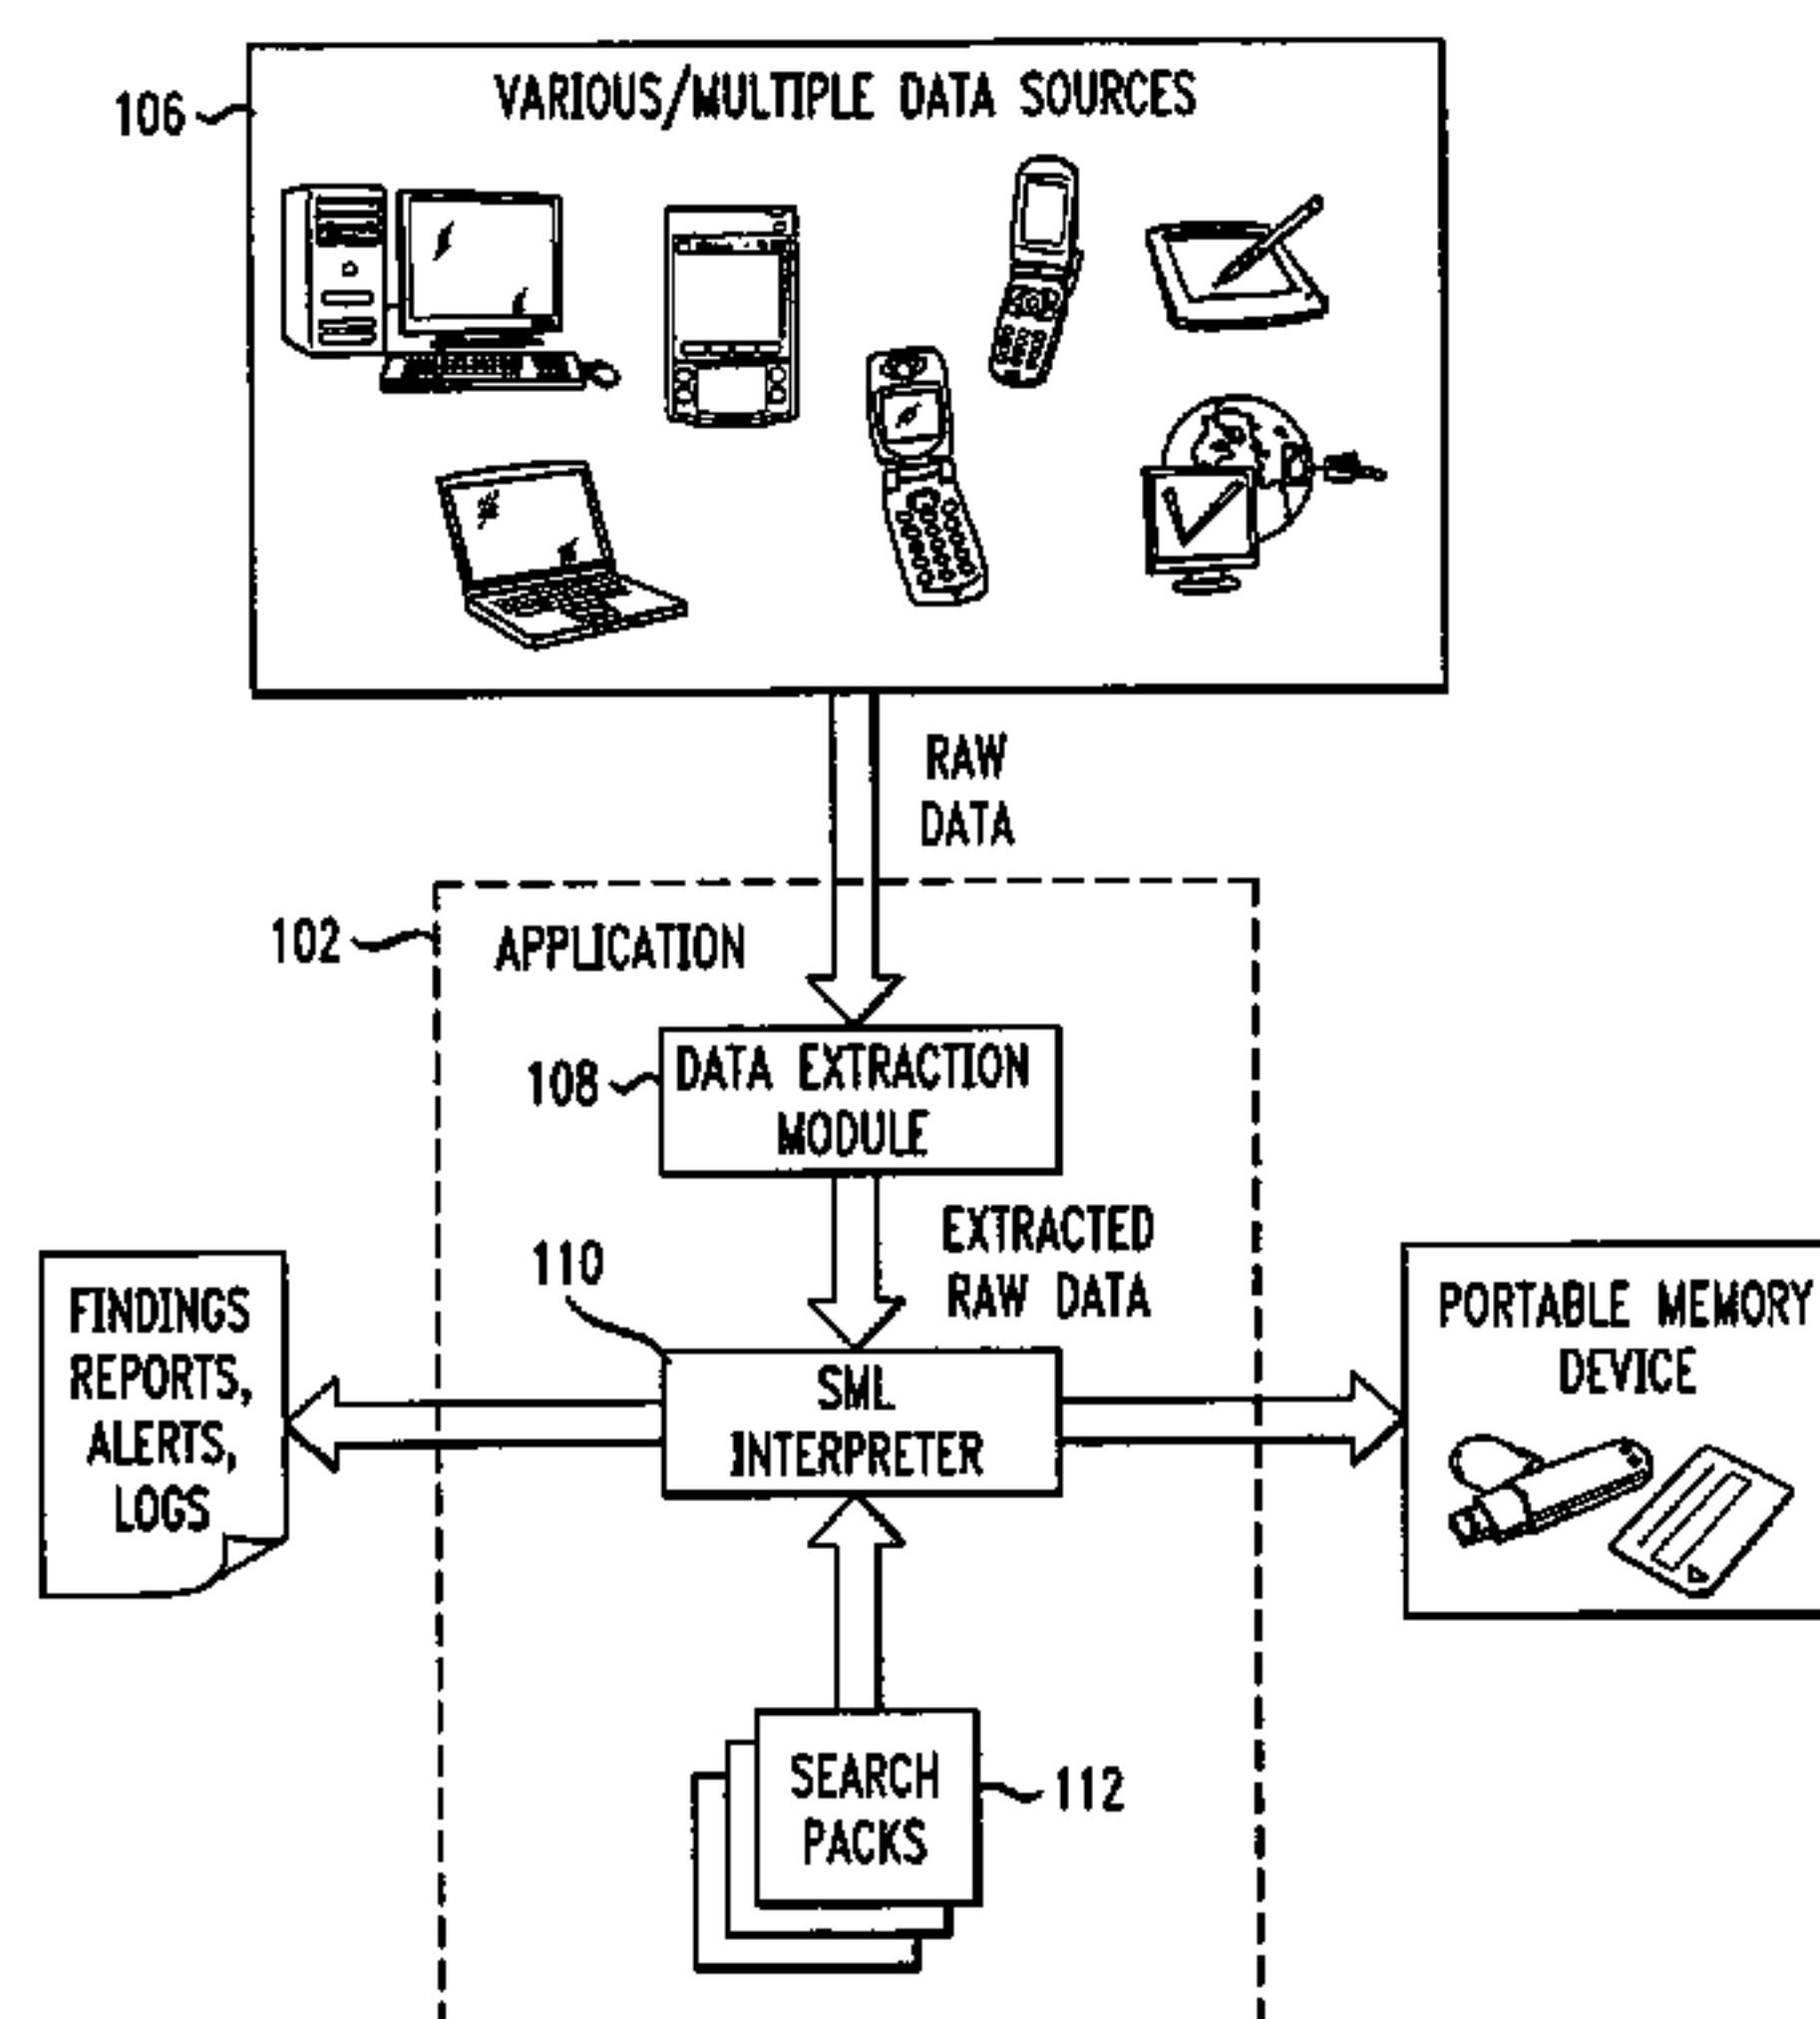 106
VARIOUS/MULTIPLE DATA SOURCES
RAW
DATA
102
APPLICATION
108
DATA EXTRACTION
MODULE
EXTRACTED
RAW DATA
110
FINDINGS
REPORTS,
ALERTS,
LOGS
SML
INTERPRETER
PORTABLE MEMORY
DEVICE
SEARCH
PACKS
112